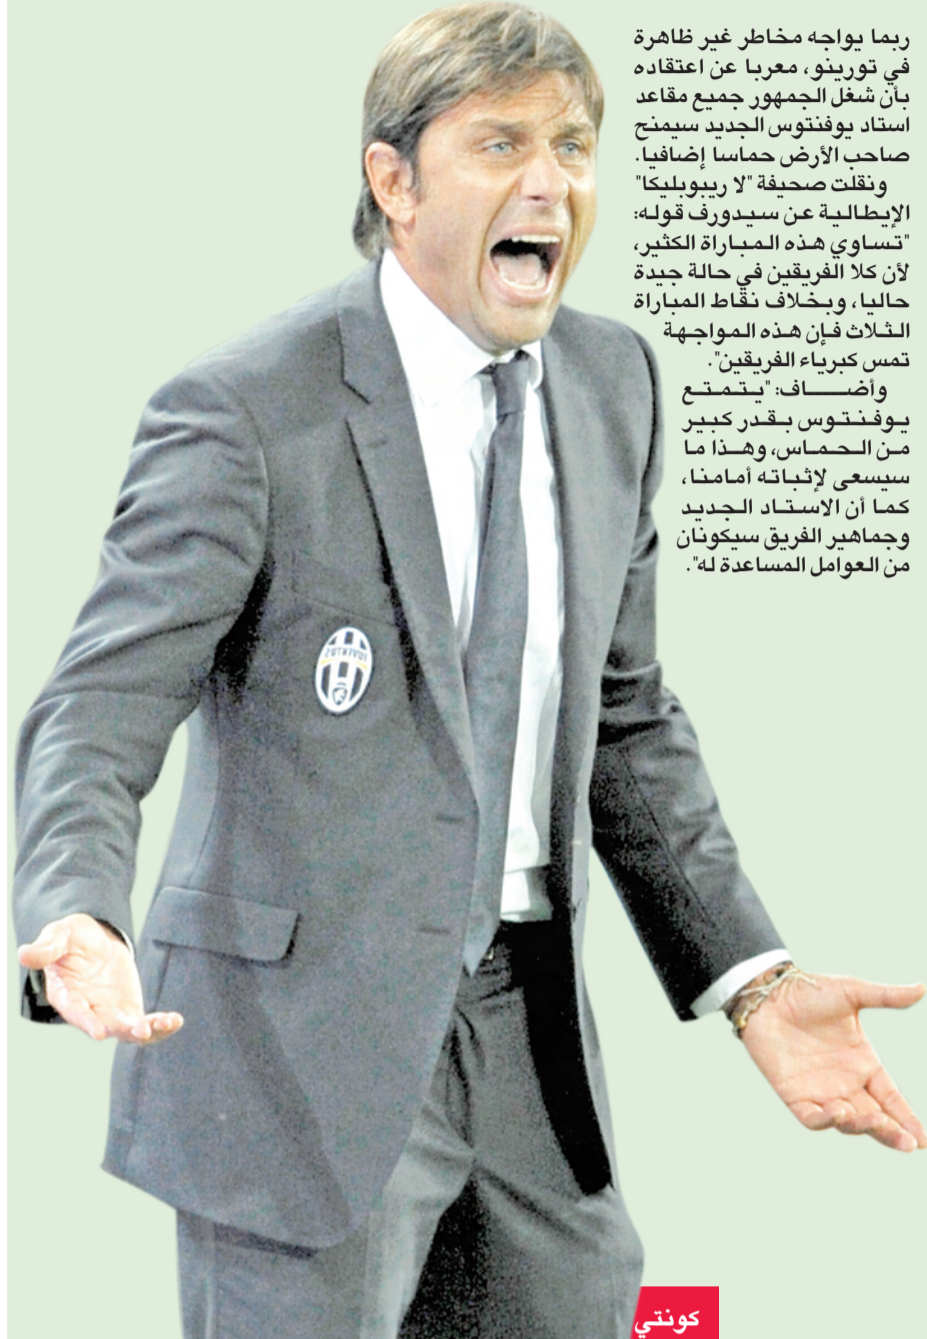 ربما يواجه مخاطر غير ظاهرة
في تورينو، معربا عن اعتقاده
بأن شغل الجمهور جميع مقاعد
استاد يوفنتوس الجديد سيمنح
صاحب الأرض حماسا إضافيا.
ونقلت صحيفة "لا ريبوبليكا"
الإيطالية عن سيدورف قوله:
"تساوي هذه المباراة الكثير،
لأن كلا الفريقين في حالة جيدة
حاليا، وبخلاف نقاط المباراة
الثلاث فإن هذه المواجهة
تمس كبرياء الفريقين".
وأضاف: "يتمتع
يوفنتوس بقدر كبير
من الحماس، وهذا ما
سيسعى لإثباته أمامنا،
كما أن الاستاد الجديد
وجماهير الفريق سيكونان
من العوامل المساعدة له".
كونتي